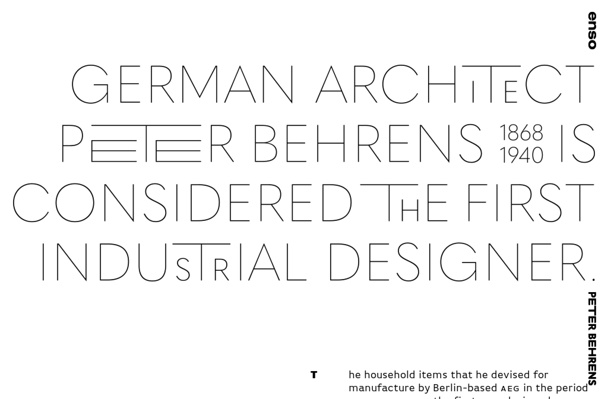 enso
GERMAN ARCHITECT
PETER BEHRENS 1868 1940 IS
CONSIDERED THE FIRST
INDUSTRIAL DESIGNER.
PETER BEHRENS
The household items that he devised for
manufacture by Berlin-based AEG in the period